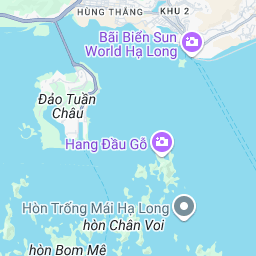 HÙNG THẮNG
KHU 2
Bãi Biển Sun
World Hạ Long
Đảo Tuần
Châu
Hang Đầu Gỗ
Hòn Trống Mái Hạ Long
hòn Chân Voi
hòn Bom Mê